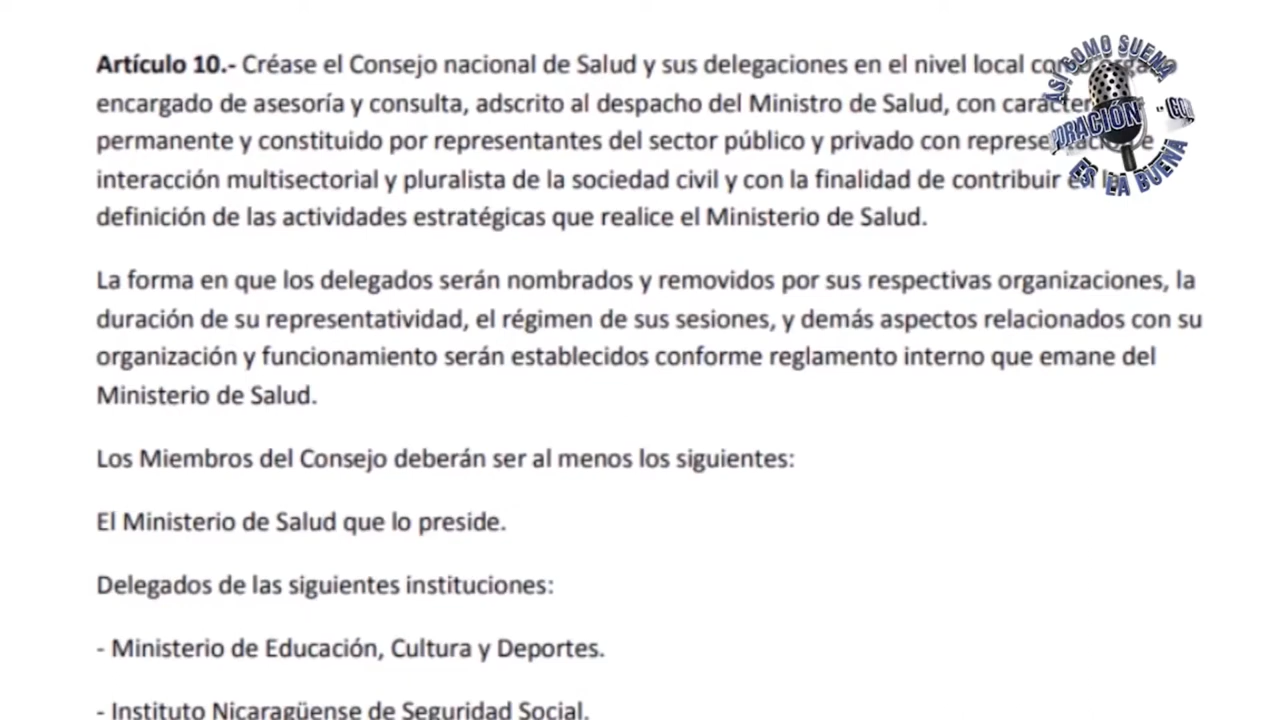 Artículo 10.- Créase el Consejo nacional de Salud y sus delegaciones en el nivel local como órgano
encargado de asesoría y consulta, adscrito al despacho del Ministro de Salud, con carácter
permanente y constituido por representantes del sector público y privado con representación e
interacción multisectorial y pluralista de la sociedad civil y con la finalidad de contribuir en la
definición de las actividades estratégicas que realice el Ministerio de Salud.
La forma en que los delegados serán nombrados y removidos por sus respectivas organizaciones, la
duración de su representatividad, el régimen de sus sesiones, y demás aspectos relacionados con su
organización y funcionamiento serán establecidos conforme reglamento interno que emane del
Ministerio de Salud.
Los Miembros del Consejo deberán ser al menos los siguientes:
El Ministerio de Salud que lo preside.
Delegados de las siguientes instituciones:
- Ministerio de Educación, Cultura y Deportes.
- Instituto Nicaragüense de Seguridad Social.
ASÍ COMO SUENA
ES LA BUENA